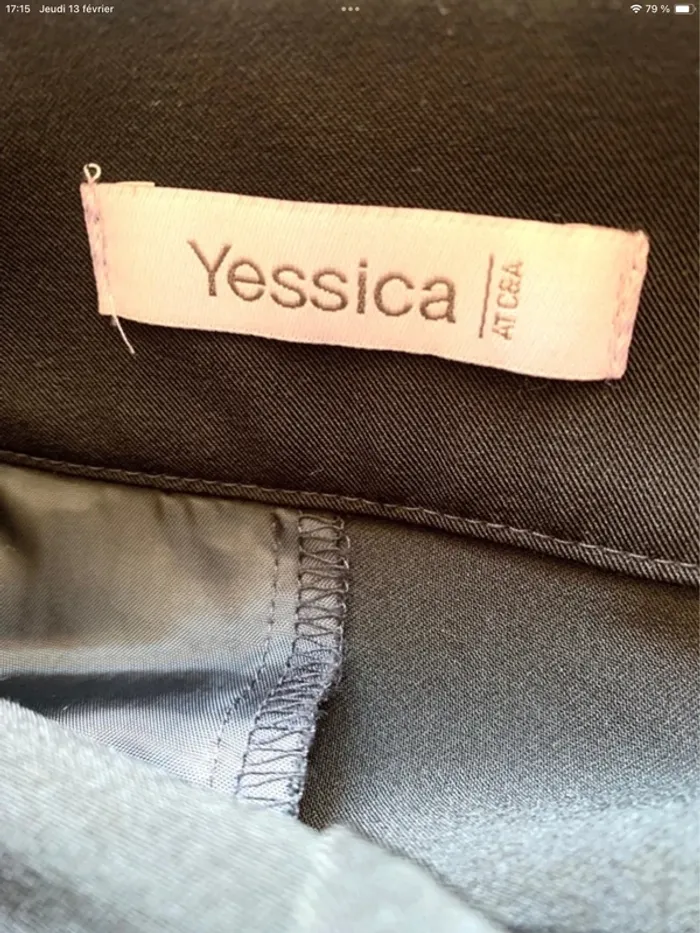 17:15 Jeudi 13 février
79 %
Yessica
AT C&A